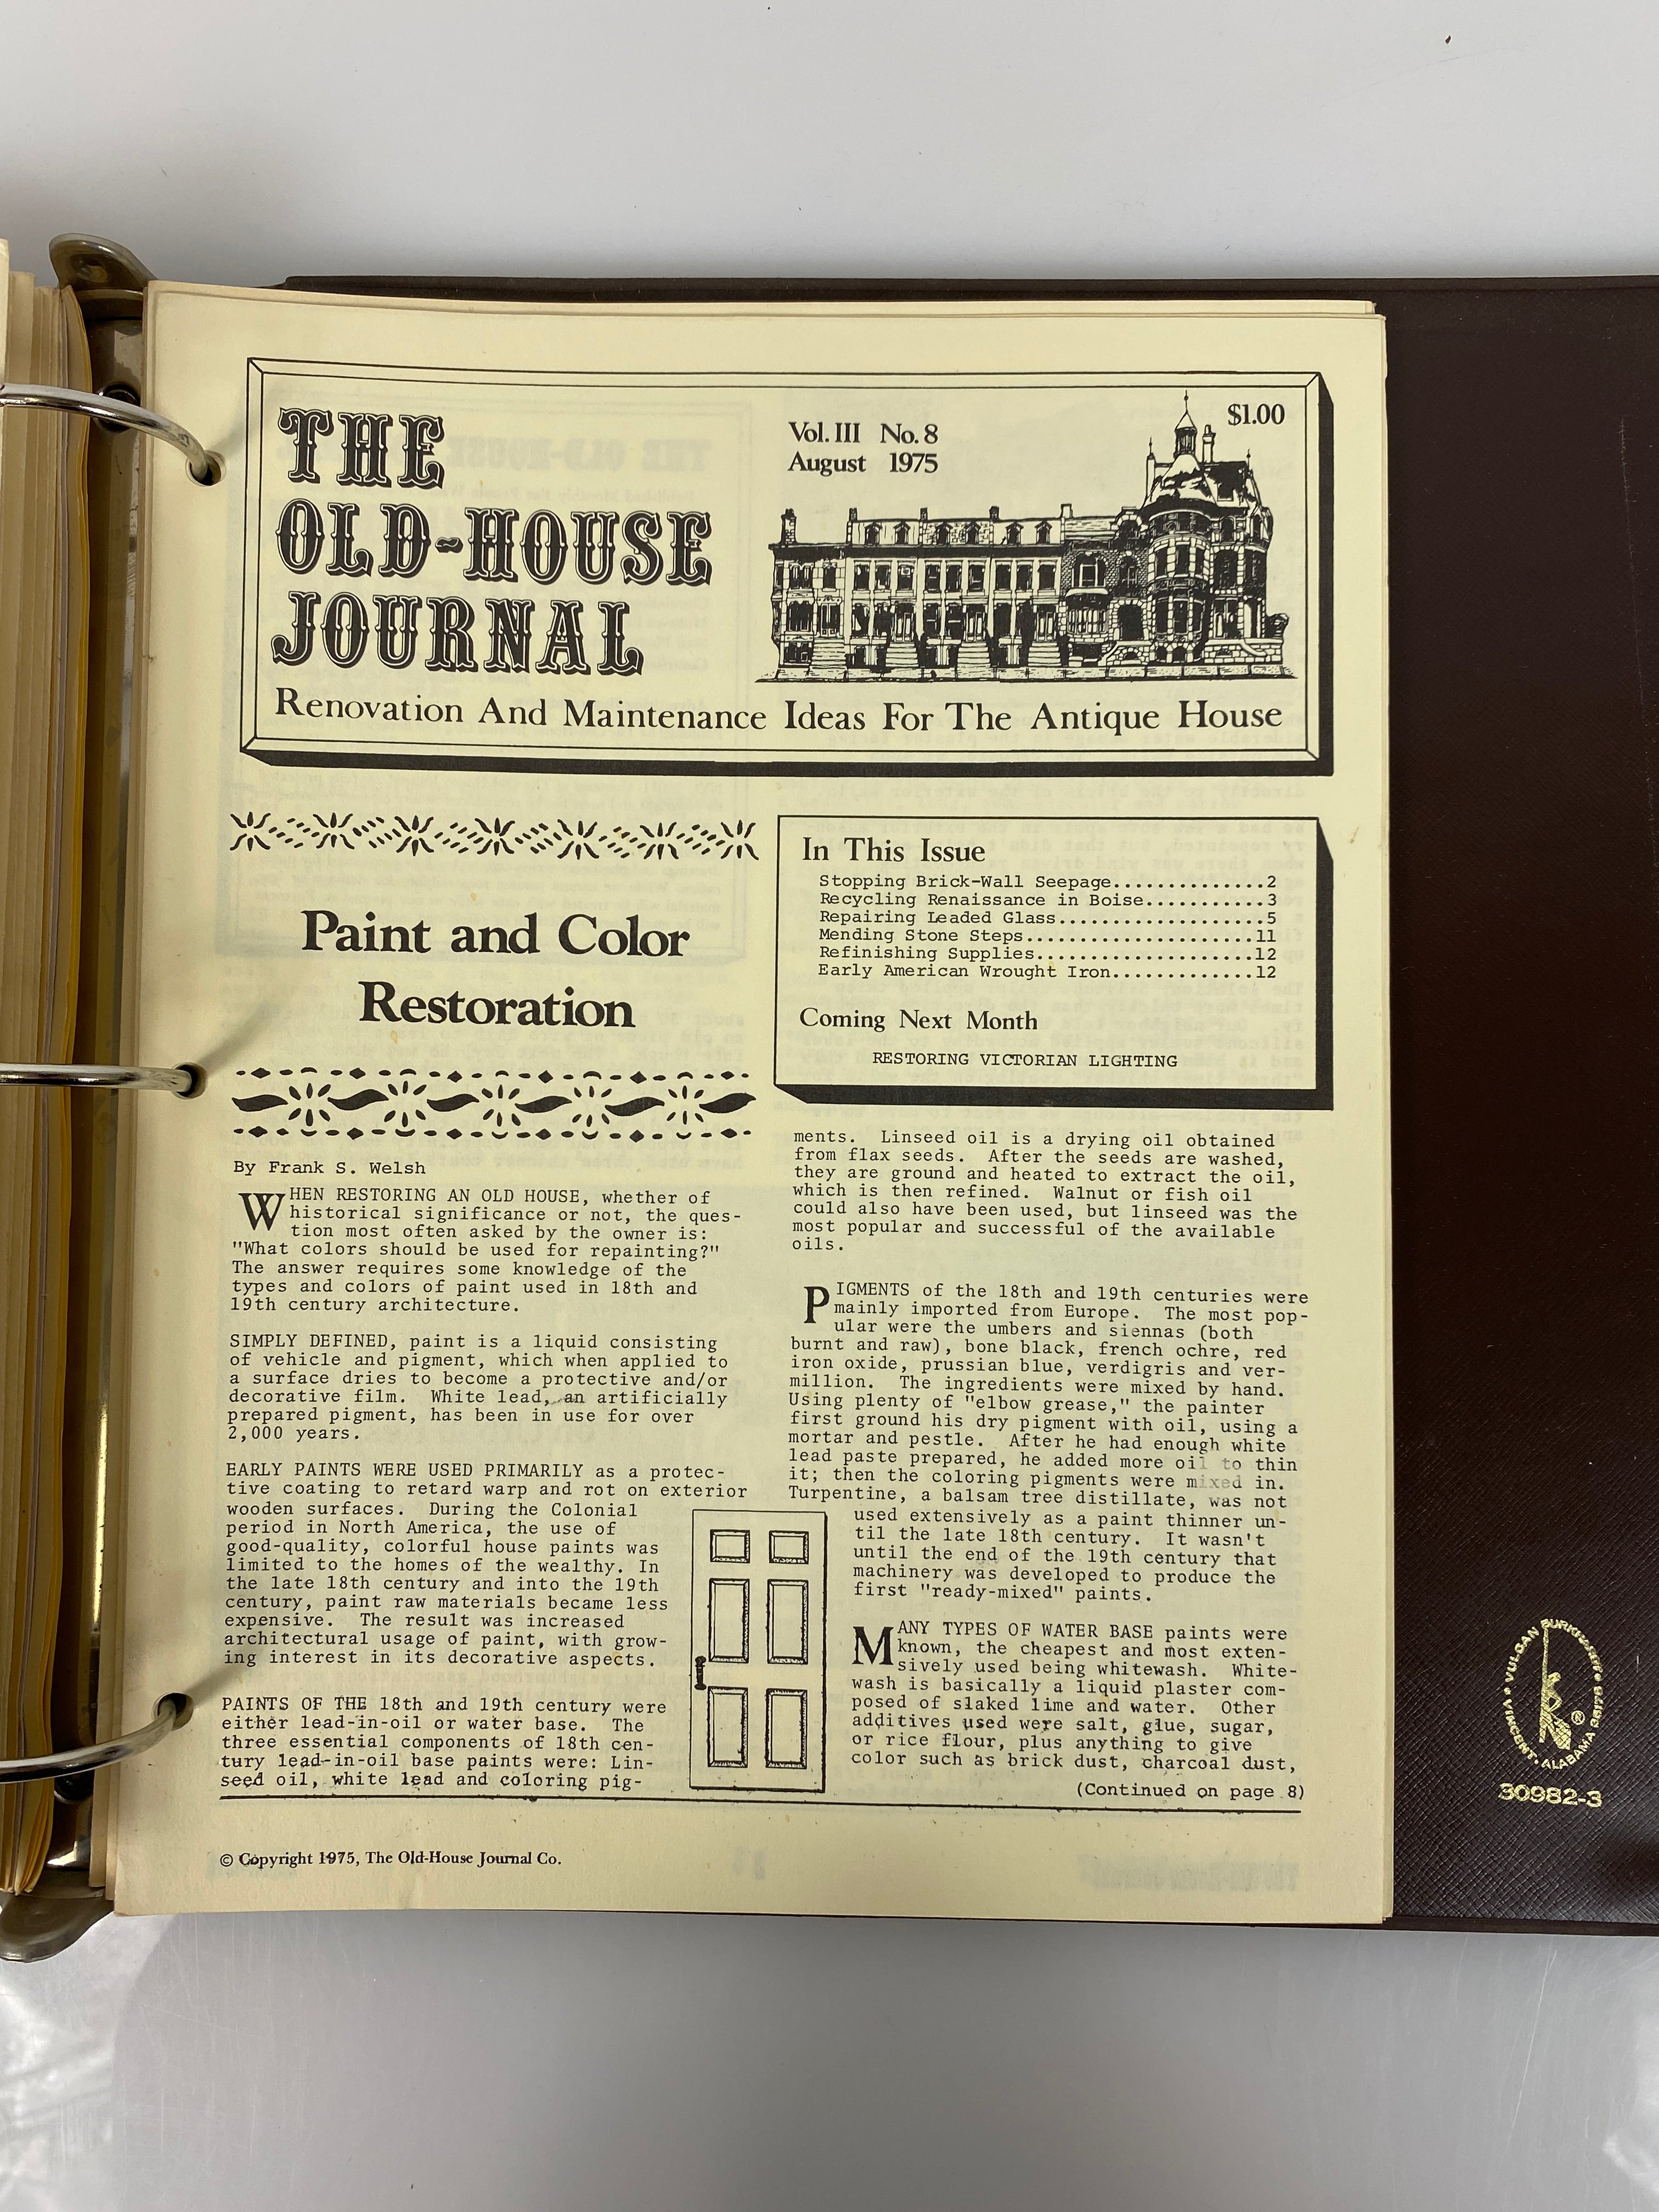 THE
OLD-HOUSE
JOURNAL
Vol. III No. 8
August 1975
$1.00
Renovation And Maintenance Ideas For The Antique House
Paint and Color
Restoration
In This Issue
Stopping Brick-Wall Seepage..............2
Recycling Renaissance in Boise...........3
Repairing Leaded Glass...................5
Mending Stone Steps.....................11
Refinishing Supplies....................12
Early American Wrought Iron.............12
Coming Next Month
RESTORING VICTORIAN LIGHTING
By Frank S. Welsh
WHEN RESTORING AN OLD HOUSE, whether of
historical significance or not, the ques-
tion most often asked by the owner is:
"What colors should be used for repainting?"
The answer requires some knowledge of the
types and colors of paint used in 18th and
19th century architecture.
SIMPLY DEFINED, paint is a liquid consisting
of vehicle and pigment, which when applied to
a surface dries to become a protective and/or
decorative film. White lead, an artificially
prepared pigment, has been in use for over
2,000 years.
EARLY PAINTS WERE USED PRIMARILY as a protec-
tive coating to retard warp and rot on exterior
wooden surfaces. During the Colonial
period in North America, the use of
good-quality, colorful house paints was
limited to the homes of the wealthy. In
the late 18th century and into the 19th
century, paint raw materials became less
expensive. The result was increased
architectural usage of paint, with grow-
ing interest in its decorative aspects.
PAINTS OF THE 18th and 19th century were
either lead-in-oil or water base. The
three essential components of 18th cen-
tury lead-in-oil base paints were: Lin-
seed oil, white lead and coloring pig-
ments. Linseed oil is a drying oil obtained
from flax seeds. After the seeds are washed,
they are ground and heated to extract the oil,
which is then refined. Walnut or fish oil
could also have been used, but linseed was the
most popular and successful of the available
oils.
PIGMENTS of the 18th and 19th centuries were
mainly imported from Europe. The most pop-
ular were the umbers and siennas (both
burnt and raw), bone black, french ochre, red
iron oxide, prussian blue, verdigris and ver-
million. The ingredients were mixed by hand.
Using plenty of "elbow grease," the painter
first ground his dry pigment with oil, using a
mortar and pestle. After he had enough white
lead paste prepared, he added more oil to thin
it; then the coloring pigments were mixed in.
Turpentine, a balsam tree distillate, was not
used extensively as a paint thinner un-
til the late 18th century. It wasn't
until the end of the 19th century that
machinery was developed to produce the
first "ready-mixed" paints.
MANY TYPES OF WATER BASE paints were
known, the cheapest and most exten-
sively used being whitewash. White-
wash is basically a liquid plaster com-
posed of slaked lime and water. Other
additives used were salt, glue, sugar,
or rice flour, plus anything to give
color such as brick dust, charcoal dust,
(Continued on page 8)
© Copyright 1975, The Old-House Journal Co.
VULCAN BURKHARDT
VINCENT, ALABAMA 35178
®
30982-3